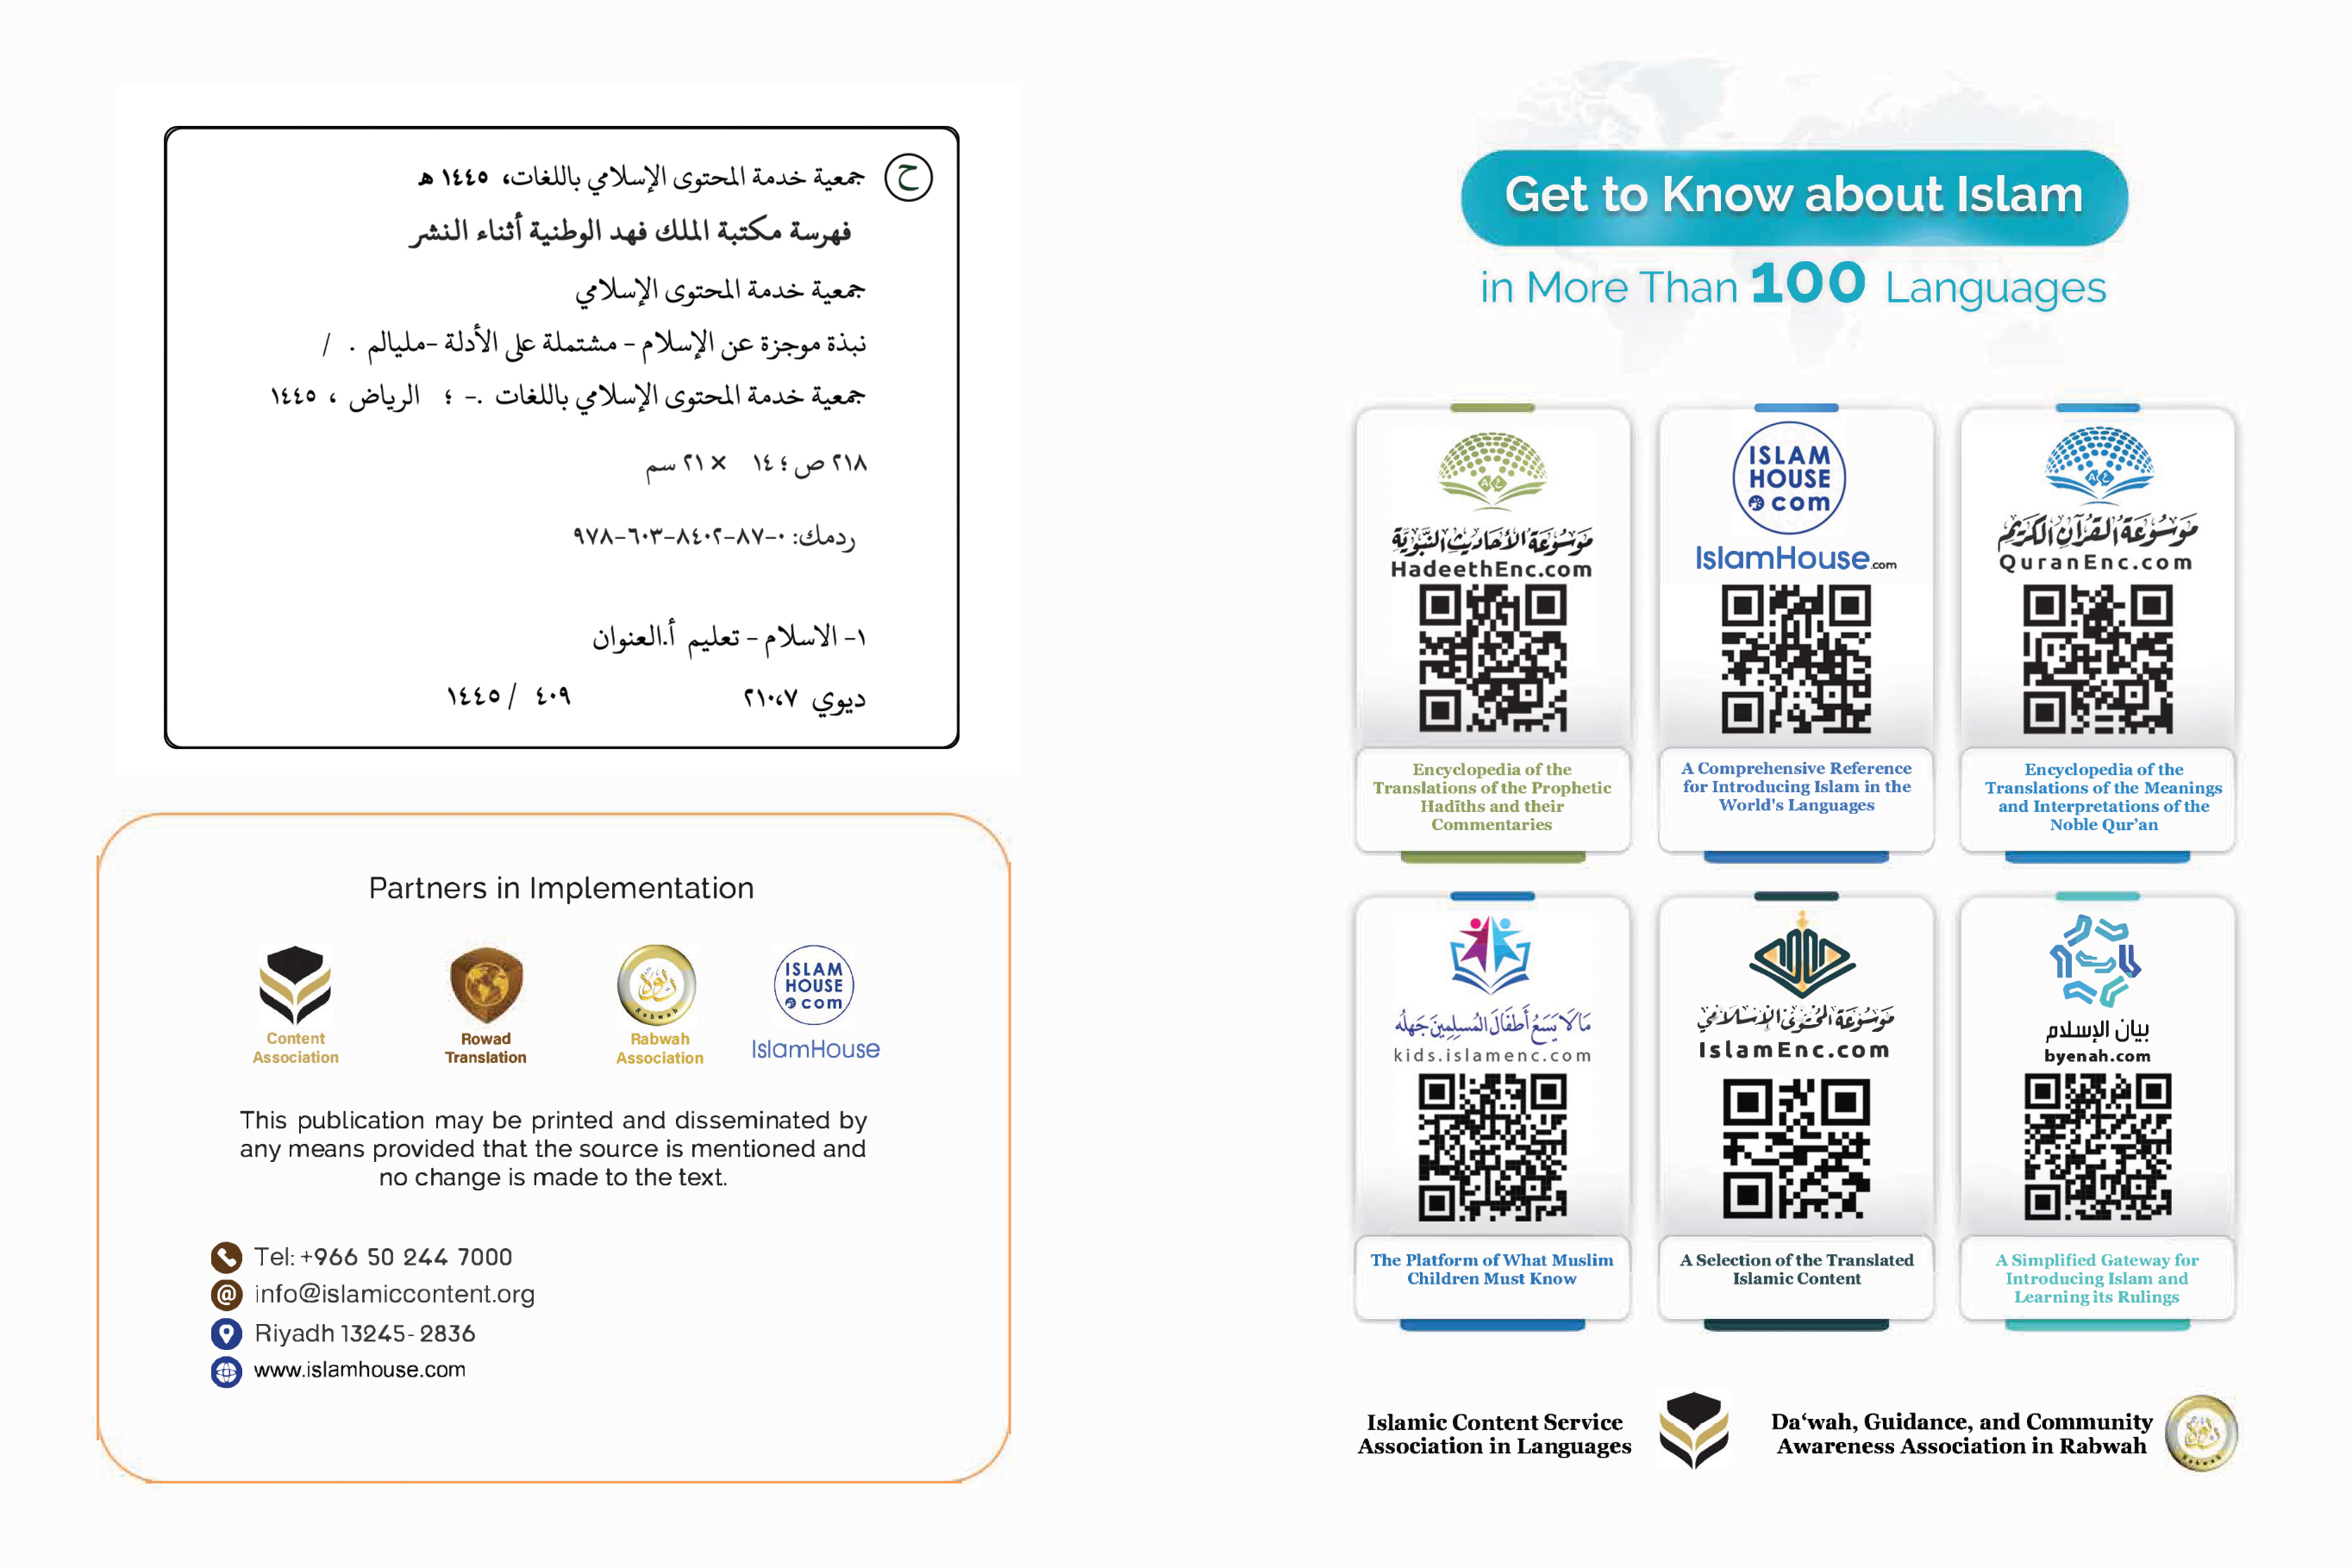 ح
جمعية خدمة المحتوى الإسلامي باللغات، ١٤٤٥ هـ
فهرسة مكتبة الملك فهد الوطنية أثناء النشر
جمعية خدمة المحتوى الإسلامي
نبذة موجزة عن الإسلام - مشتملة على الأدلة -مليالم . /
جمعية خدمة المحتوى الإسلامي باللغات .- ؛ الرياض ، ١٤٤٥
٢١٨ ص ؛ ١٤ × ٢١ سم
ردمك: ٠-٨٧-٨٤٠٢-٦٠٣-٩٧٨
١- الاسلام - تعليم أ.العنوان
ديوي ٢١٠،٧ ٤٠٩ / ١٤٤٥
Partners in Implementation
Content
Association
Rowad
Translation
Rabwah
Rabwah
Association
ISLAM
HOUSE
com
IslamHouse
This publication may be printed and disseminated by
any means provided that the source is mentioned and
no change is made to the text.
Tel: +966 50 244 7000
info@islamiccontent.org
Riyadh 13245- 2836
www.islamhouse.com
Get to Know about Islam
in More Than 100 Languages
موسوعة الأحاديث النبوية
HadeethEnc.com
Encyclopedia of the
Translations of the Prophetic
Hadīths and their
Commentaries
ISLAM
HOUSE
com
IslamHouse.com
A Comprehensive Reference
for Introducing Islam in the
World's Languages
موسوعة القرآن الكريم
QuranEnc.com
Encyclopedia of the
Translations of the Meanings
and Interpretations of the
Noble Qur’an
مَا لَا يَسَعُ أَطْفَالَ المُسْلِمِينَ جَهْلُهُ
kids.islamenc.com
The Platform of What Muslim
Children Must Know
موسوعة المحتوى الإسلامي
IslamEnc.com
A Selection of the Translated
Islamic Content
بيان الإسلام
byenah.com
A Simplified Gateway for
Introducing Islam and
Learning its Rulings
Islamic Content Service
Association in Languages
Da‘wah, Guidance, and Community
Awareness Association in Rabwah
Rabwah